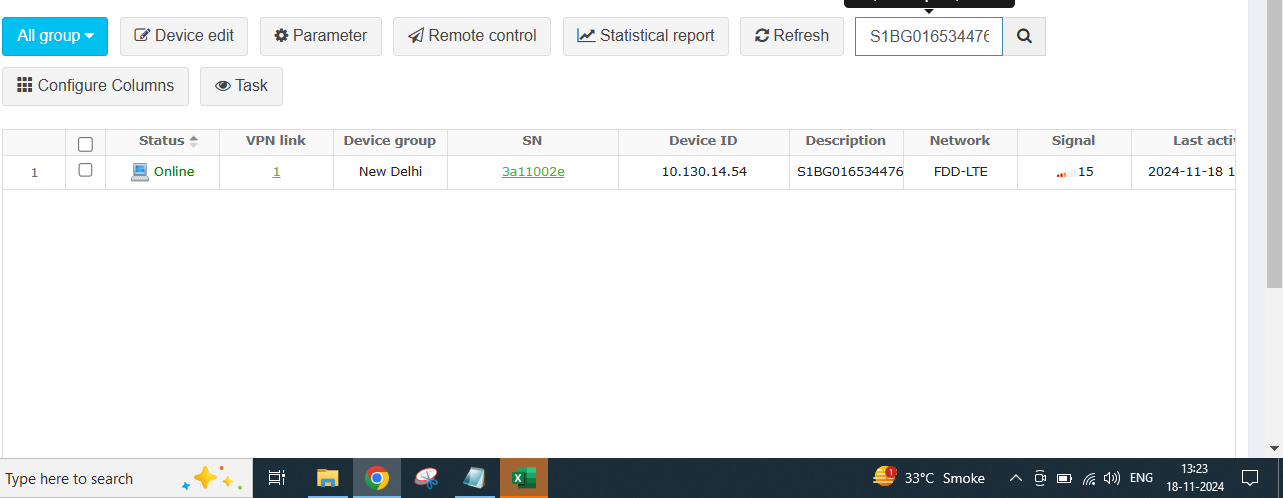 All group Device edit Parameter Remote control Statistical report Refresh S1BG016534476
Configure Columns Task
Status VPN link Device group SN Device ID Description Network Signal Last activ
1 Online 1 New Delhi 3a11002e 10.130.14.54 S1BG016534476 FDD-LTE 15 2024-11-18 1
Type here to search 1 33°C Smoke ENG 13:23
18-11-2024